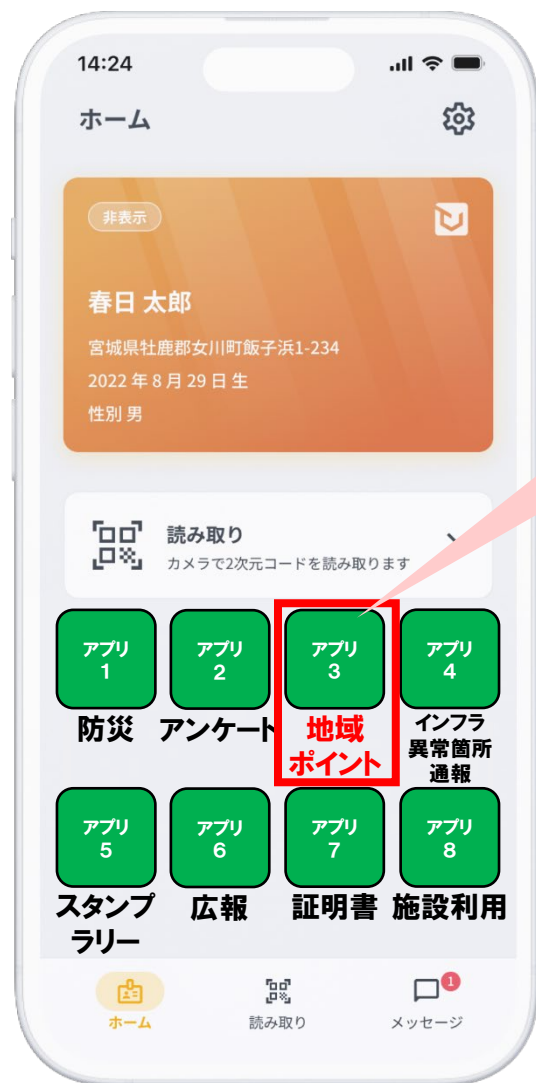 14:24
ホーム
非表示
春日 太郎
宮城県牡鹿郡女川町飯子浜1-234
2022 年 8 月 29 日 生
性別 男
読み取り
カメラで2次元コードを読み取ります
アプリ
1
アプリ
2
アプリ
3
アプリ
4
防災
アンケート
地域
ポイント
インフラ
異常箇所
通報
アプリ
5
アプリ
6
アプリ
7
アプリ
8
スタンプ
ラリー
広報
証明書
施設利用
1
ホーム
読み取り
メッセージ